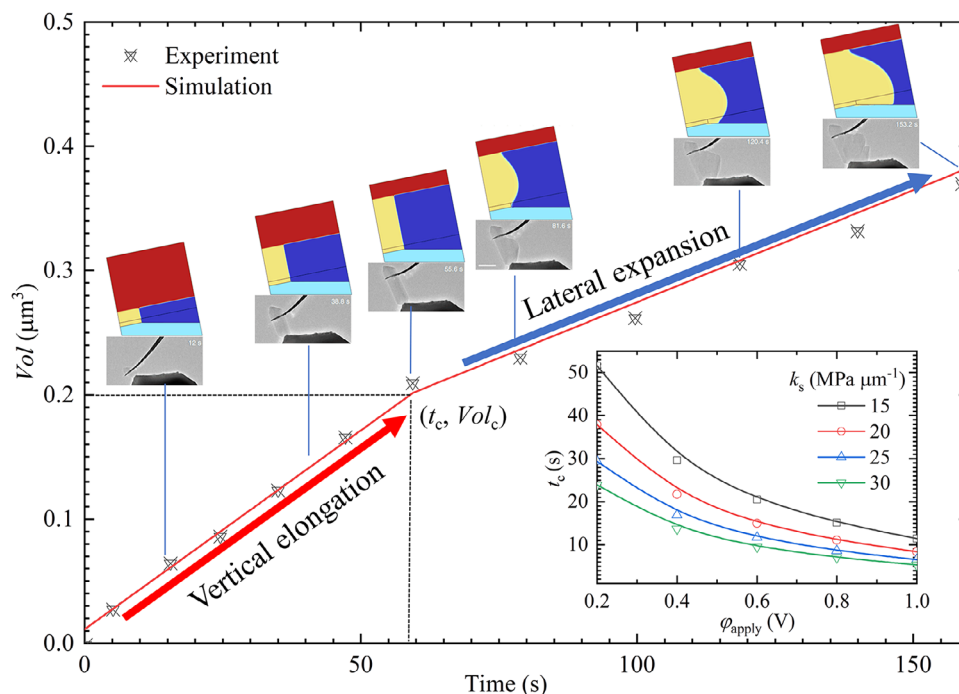 0.5
0.4
0.3
0.2
0.1
0.0
Vol (μm³)
Experiment
Simulation
12 s
36.6 s
55.6 s
91.6 s
120.4 s
153.2 s
Vertical elongation
Lateral expansion
(tc, Volc)
50
40
30
20
10
tc (s)
ks (MPa μm⁻¹)
15
20
25
30
0.2 0.4 0.6 0.8 1.0
φapply (V)
0 50 100 150
Time (s)